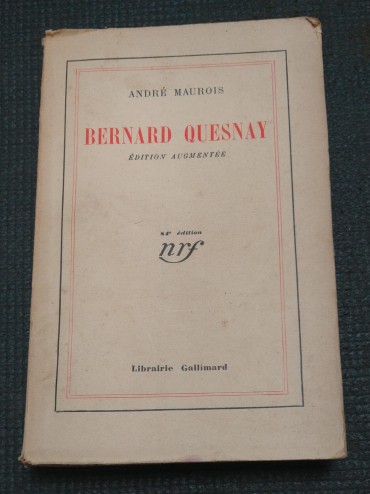 ANDRÉ MAUROIS
BERNARD QUESNAY
ÉDITION AUGMENTÉE
édition
nrf
Librairie Gallimard